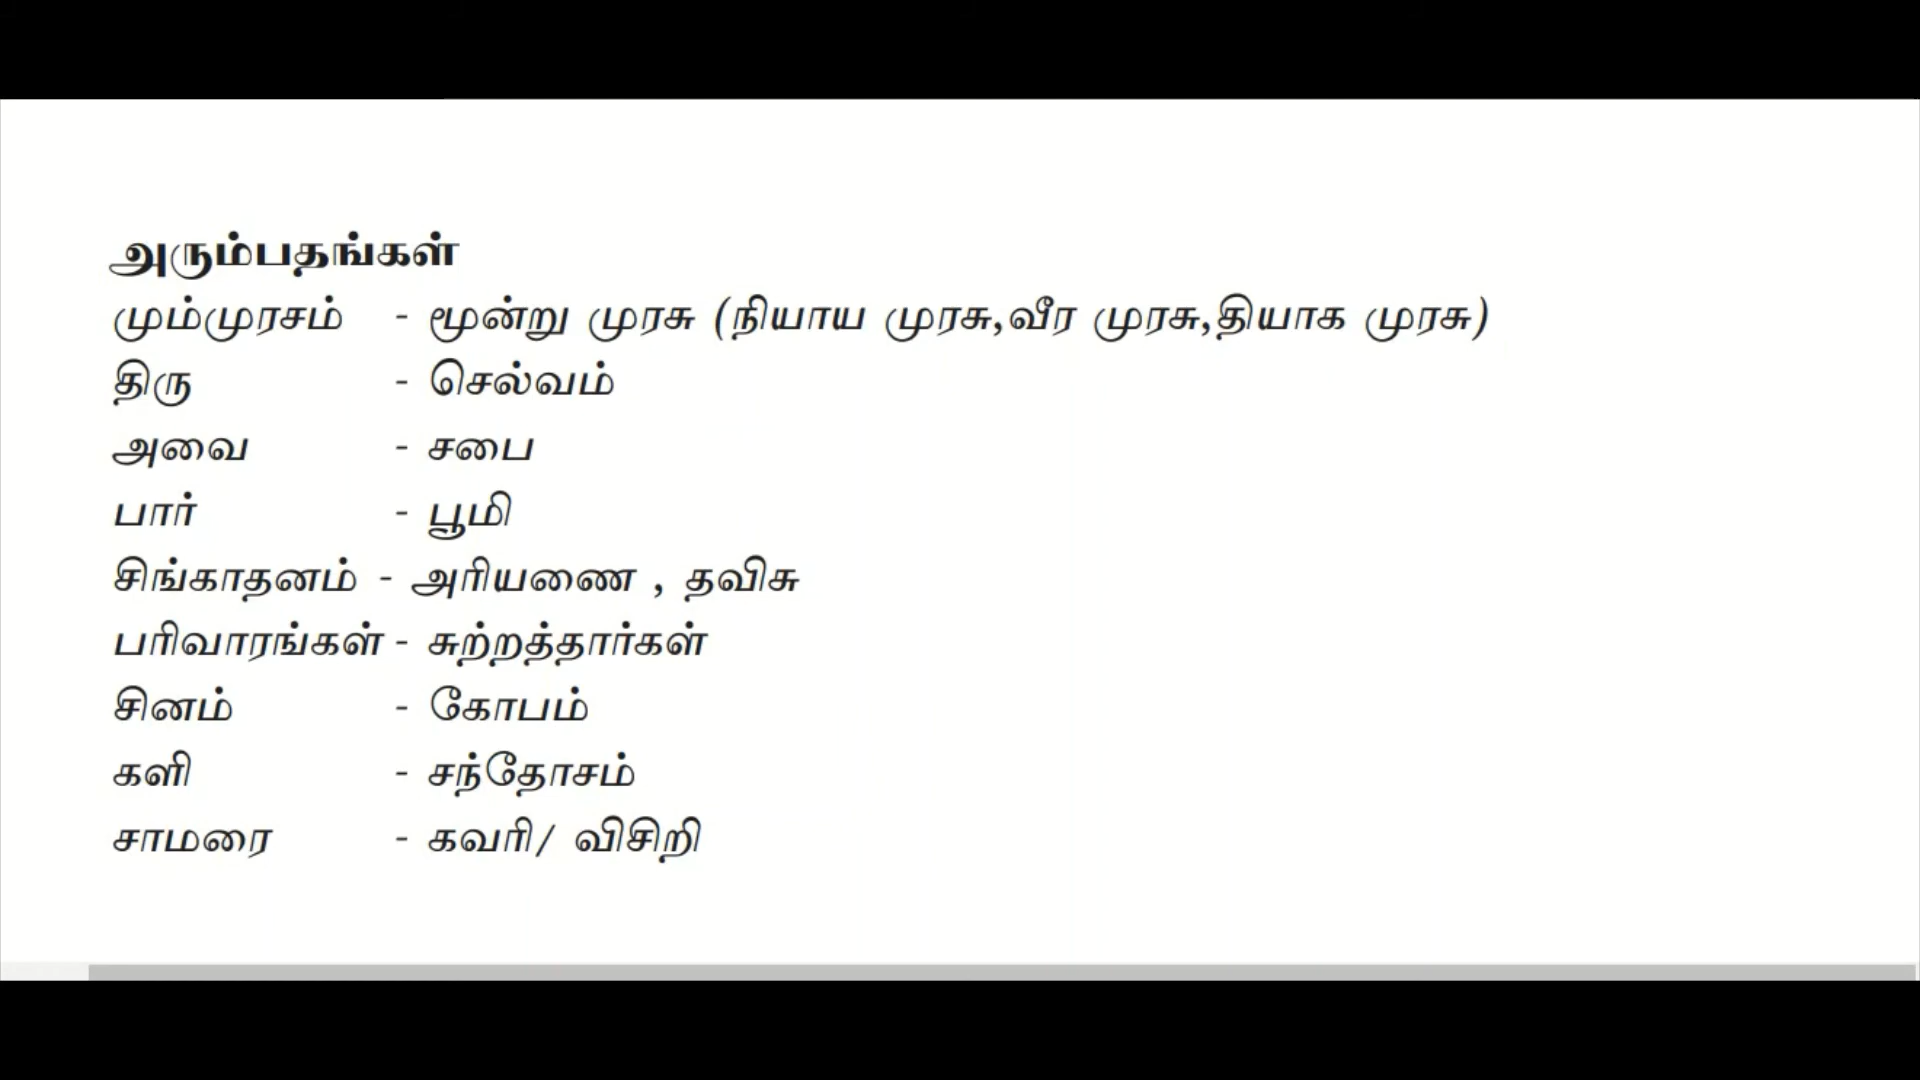 அரும்பதங்கள்
மும்முரசம் - மூன்று முரசு (நியாய முரசு,வீர முரசு,தியாக முரசு)
திரு - செல்வம்
அவை - சபை
பார் - பூமி
சிங்காதனம் - அரியணை , தவிசு
பரிவாரங்கள் - சுற்றத்தார்கள்
சினம் - கோபம்
களி - சந்தோசம்
சாமரை - கவரி/ விசிறி